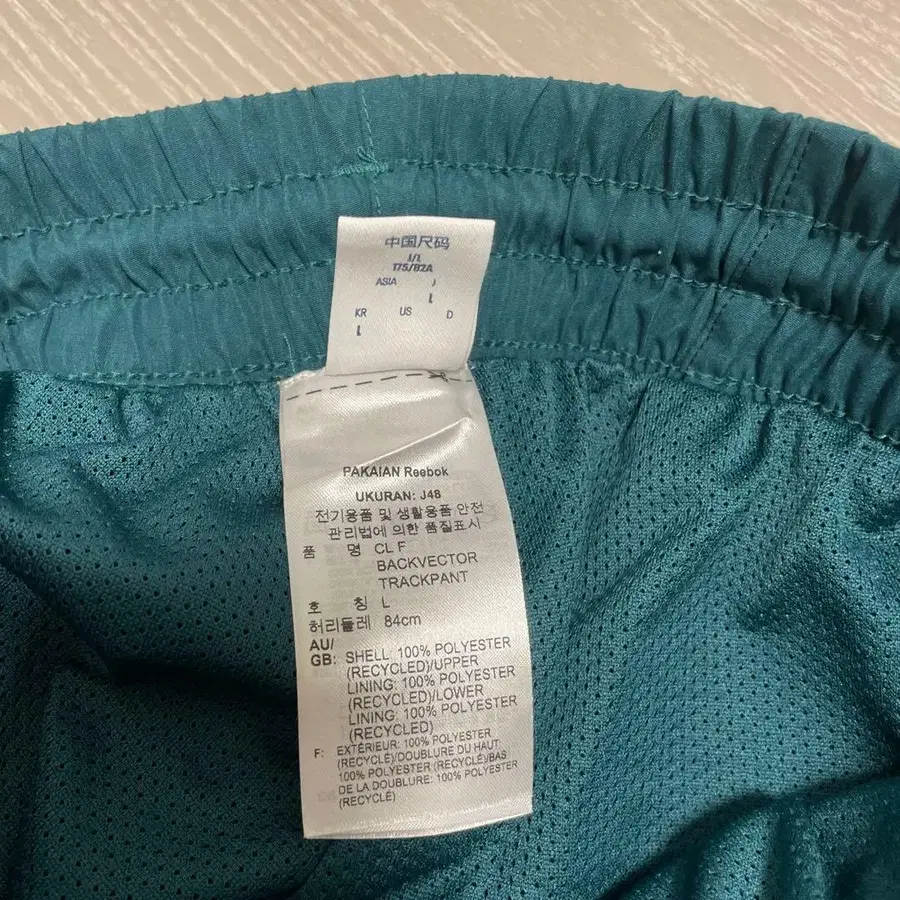 中国尺码
J/L
175/82A
ASIA J
L
KR US D
L
PAKAIAN Reebok
UKURAN: J48
전기용품 및 생활용품 안전
관리법에 의한 품질표시
품 명 CL F
BACKVECTOR
TRACKPANT
호 칭 L
허리둘레 84cm
AU/
GB: SHELL: 100% POLYESTER
(RECYCLED)/UPPER
LINING: 100% POLYESTER
(RECYCLED)/LOWER
LINING: 100% POLYESTER
(RECYCLED)
F: EXTÉRIEUR: 100% POLYESTER
(RECYCLÉ)/DOUBLURE DU HAUT
100% POLYESTER (RECYCLÉ)/BAS
DE LA DOUBLURE: 100% POLYESTER
(RECYCLÉ)